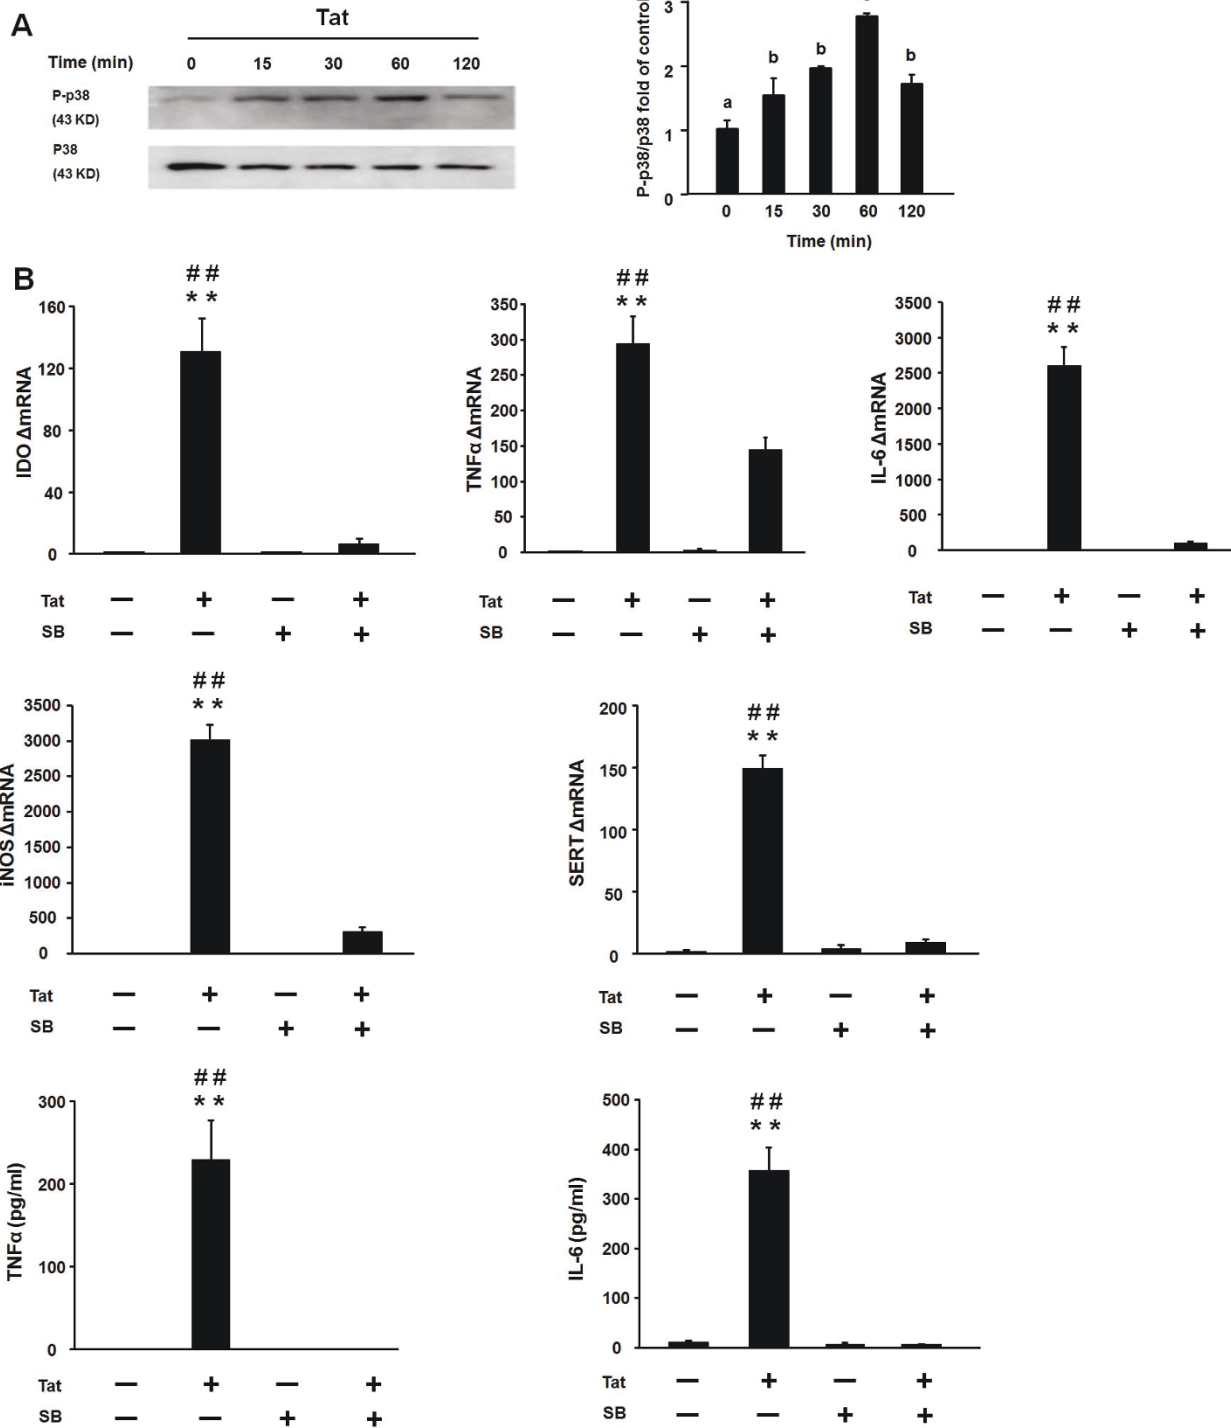 A
Tat
Time (min) 0 15 30 60 120
P-p38
(43 KD)
P38
(43 KD)
P-p38/p38 fold of control
3
2
1
0
a b b b
0 15 30 60 120
Time (min)
B
IDO ΔmRNA
160
120
80
40
0
##
**
Tat — + — +
SB — — + +
TNFα ΔmRNA
350
300
250
200
150
100
50
0
##
**
Tat — + — +
SB — — + +
IL-6 ΔmRNA
3500
3000
2500
2000
1500
1000
500
0
##
**
Tat — + — +
SB — — + +
iNOS ΔmRNA
3500
3000
2500
2000
1500
1000
500
0
##
**
Tat — + — +
SB — — + +
SERT ΔmRNA
200
150
100
50
0
##
**
Tat — + — +
SB — — + +
TNFα (pg/ml)
300
200
100
0
##
**
Tat — + — +
SB — — + +
IL-6 (pg/ml)
500
400
300
200
100
0
##
**
Tat — + — +
SB — — + +